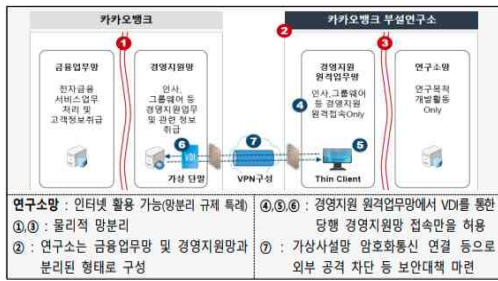 카카오뱅크
카카오뱅크 부설연구소
①
②
③
금융업무망
전자금융
서비스업무
처리 및
고객정보취급
경영지원망
인사,
그룹웨어 등
경영지원업무
및 관련 정보
취급
경영지원
원격업무망
④
인사,그룹웨어
등 경영지원
원격접속Only
연구소망
연구목적
개발활동
Only
⑥
VDI
⑦
⑤
가상 단말
VPN구성
Thin Client
연구소망 : 인터넷 활용 가능(망분리 규제 특례)
①,③ : 물리적 망분리
② : 연구소는 금융업무망 및 경영지원망과
분리된 형태로 구성
④,⑤,⑥ : 경영지원 원격업무망에서 VDI를 통한
당행 경영지원망 접속만을 허용
⑦ : 가상사설망 암호화통신 연결 등으로
외부 공격 차단 등 보안대책 마련